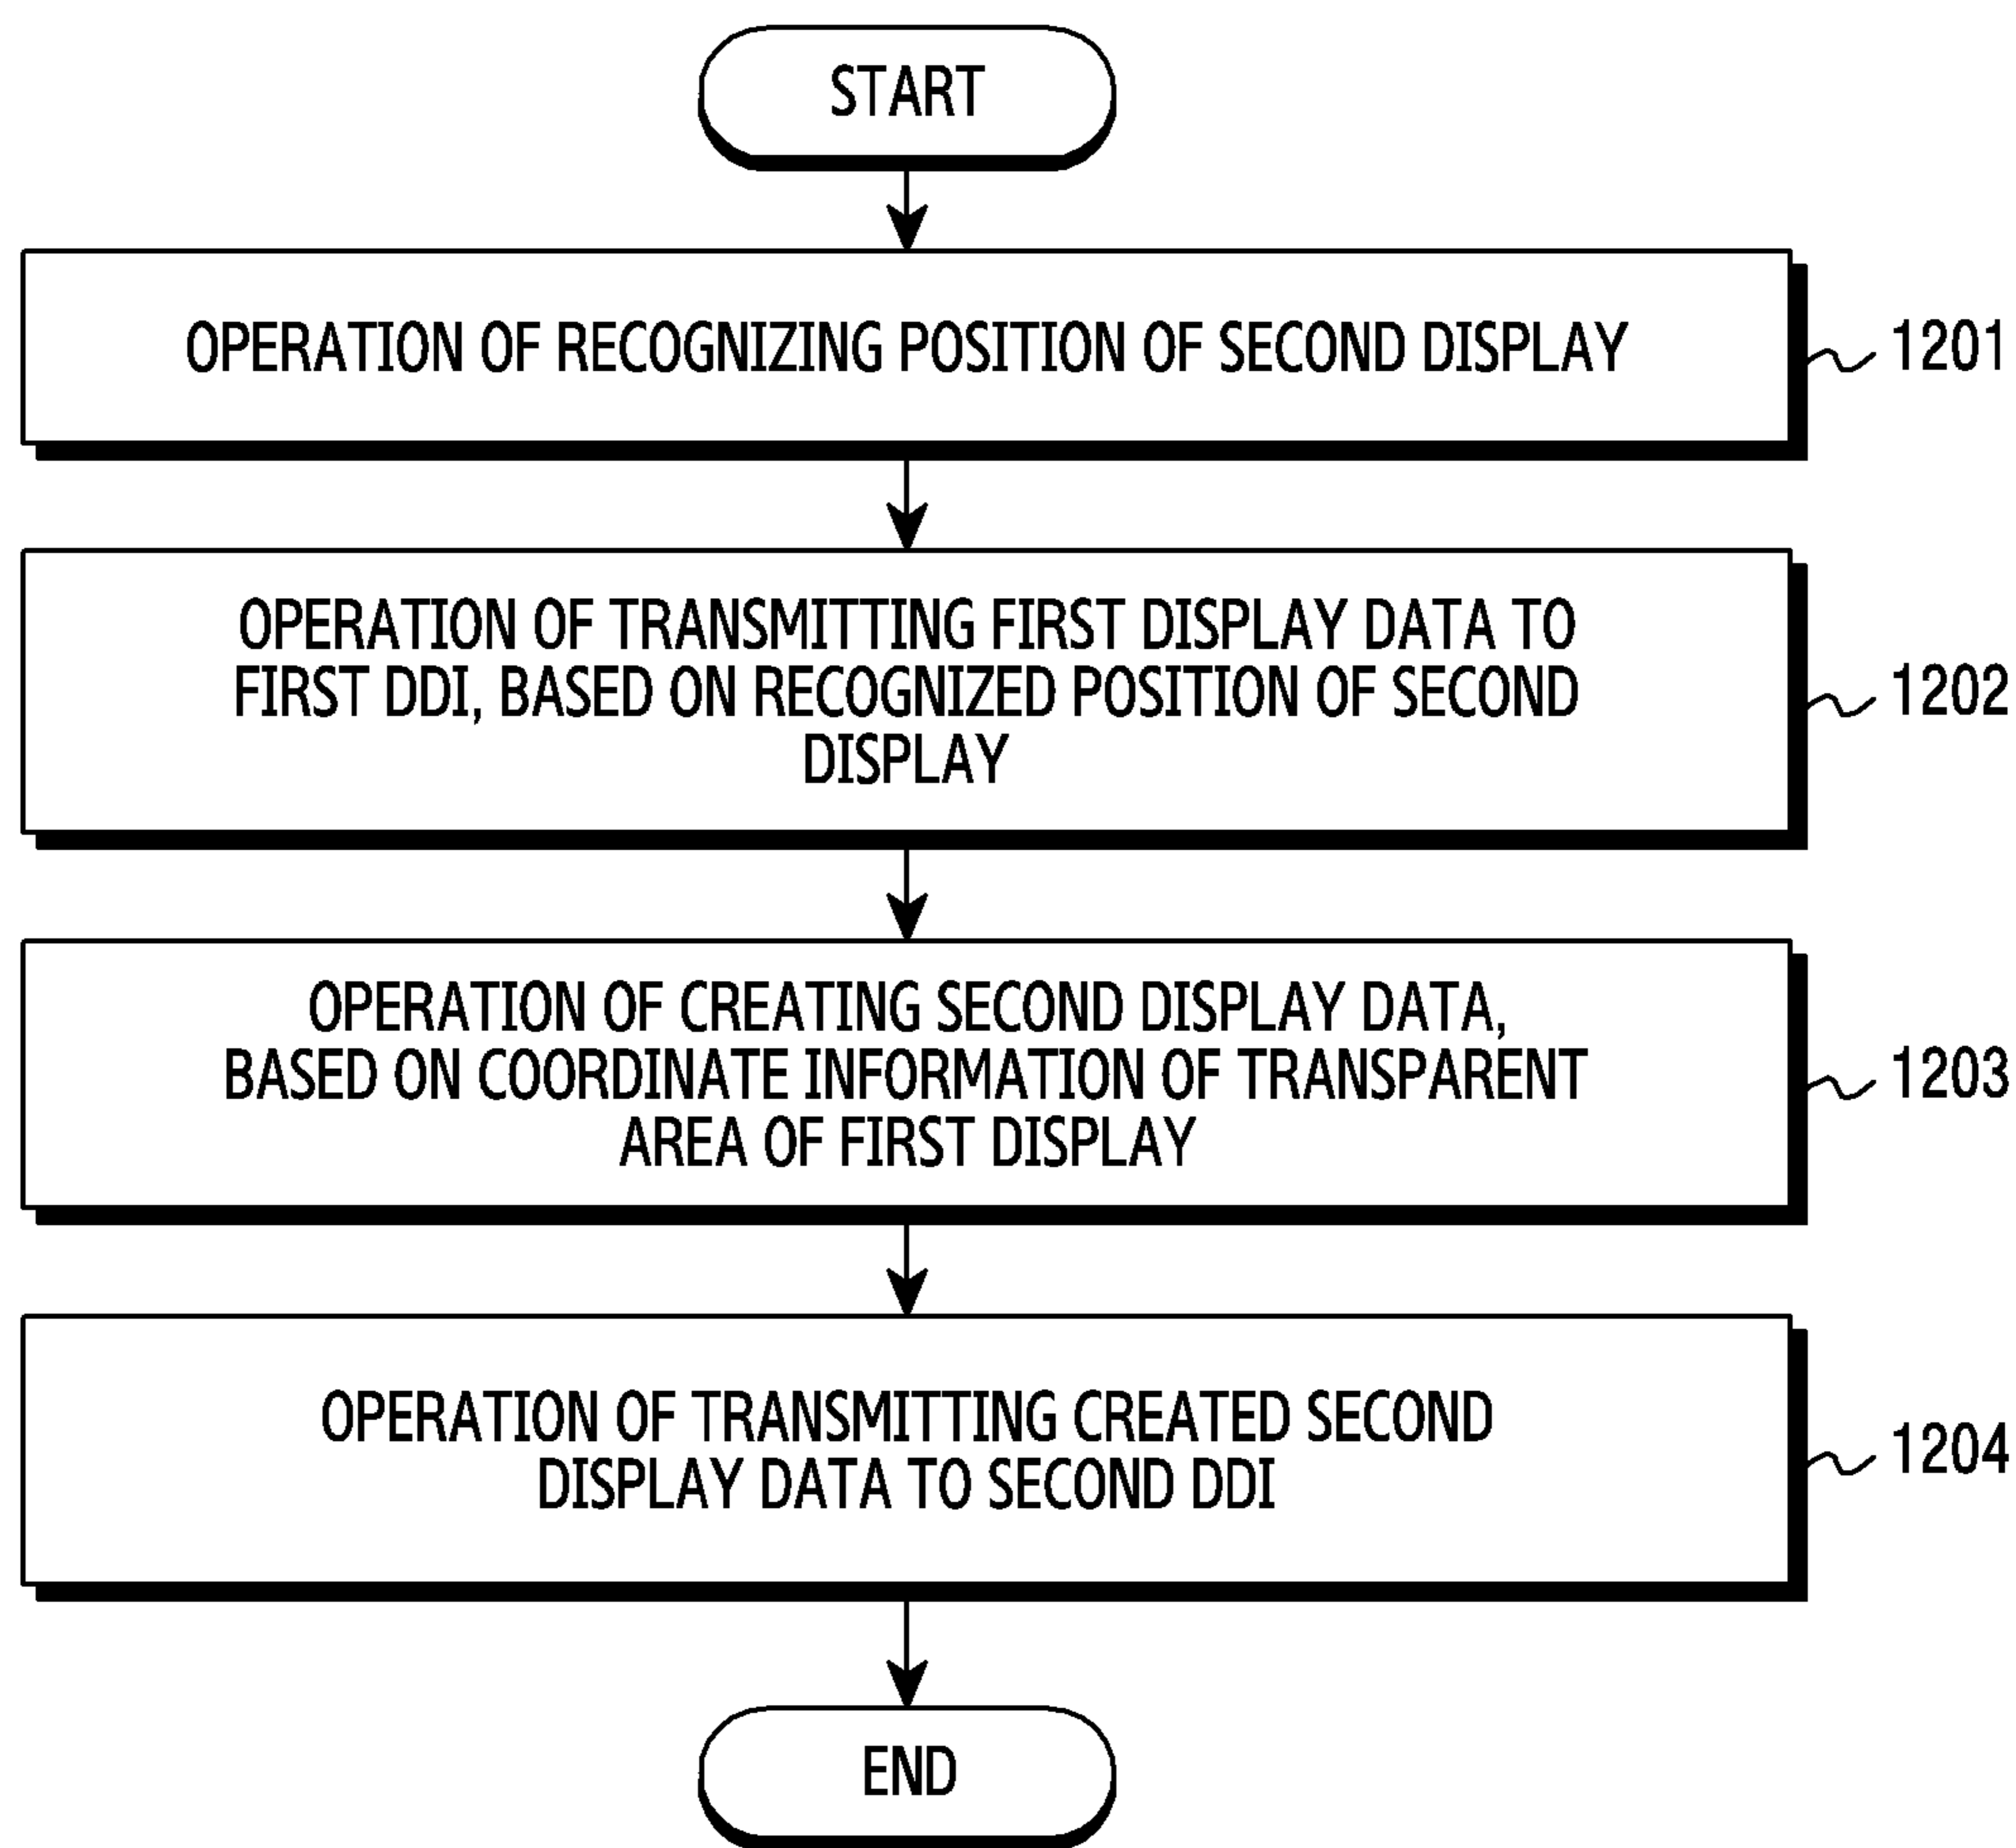 START
OPERATION OF RECOGNIZING POSITION OF SECOND DISPLAY
1201
OPERATION OF TRANSMITTING FIRST DISPLAY DATA TO
FIRST DDI, BASED ON RECOGNIZED POSITION OF SECOND
DISPLAY
1202
OPERATION OF CREATING SECOND DISPLAY DATA,
BASED ON COORDINATE INFORMATION OF TRANSPARENT
AREA OF FIRST DISPLAY
1203
OPERATION OF TRANSMITTING CREATED SECOND
DISPLAY DATA TO SECOND DDI
1204
END